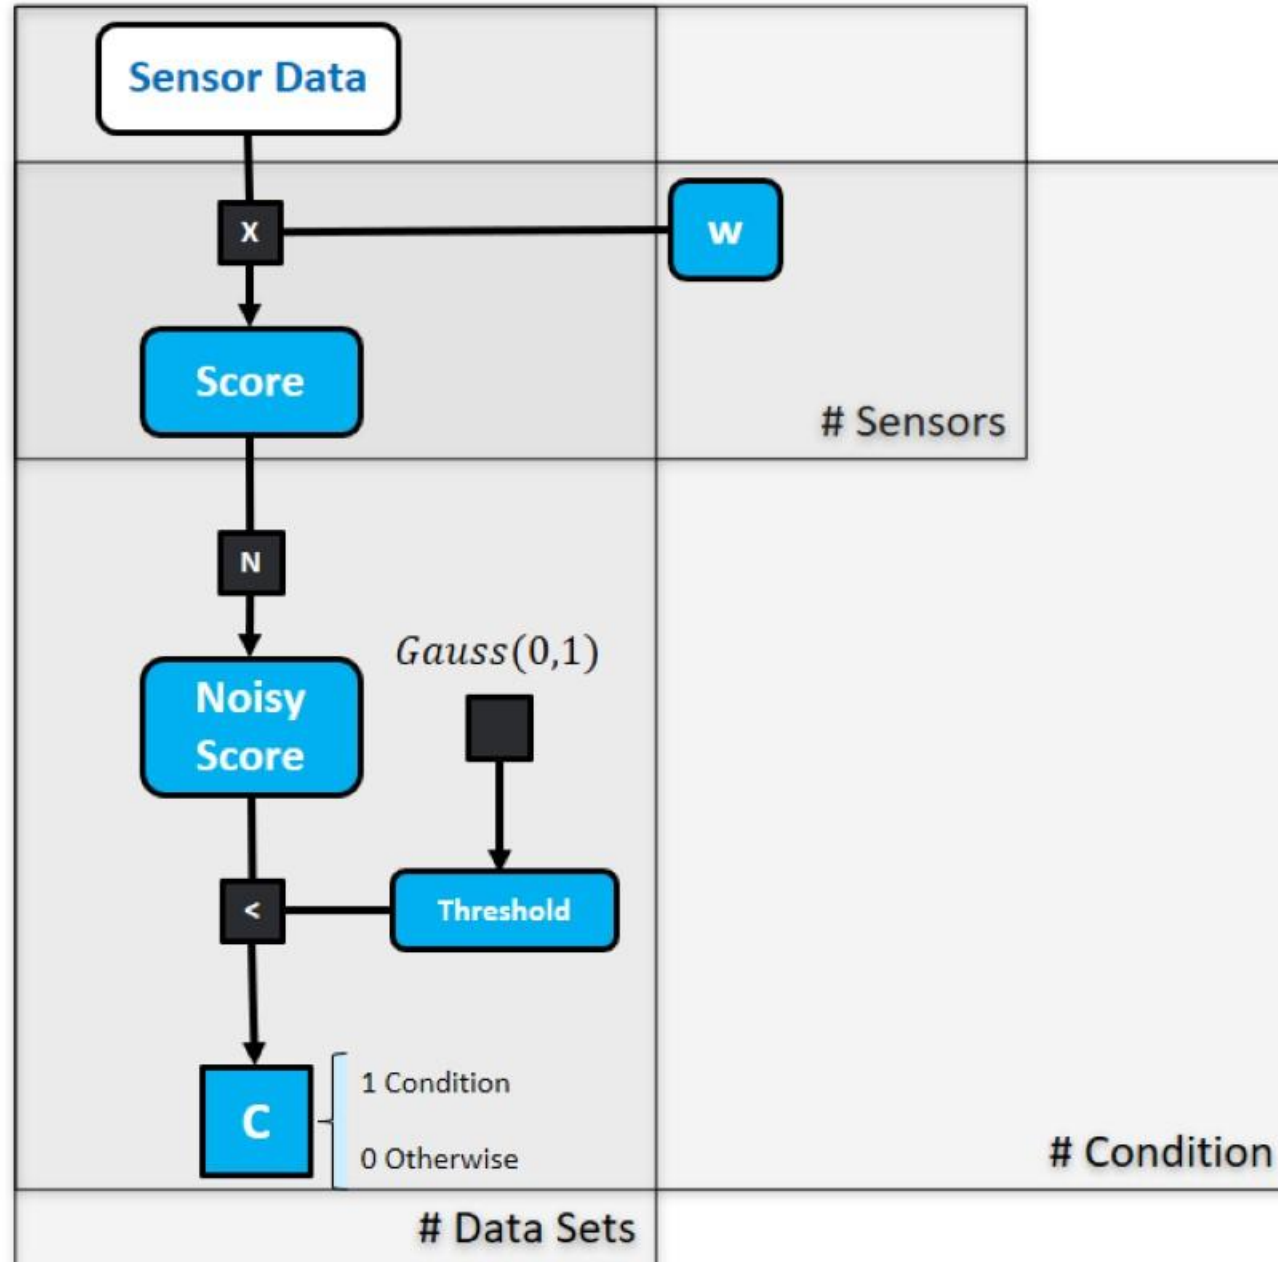 Sensor Data
X
w
Score
# Sensors
N
Gauss(0,1)
Noisy
Score
<
Threshold
C
1 Condition
0 Otherwise
# Condition
# Data Sets